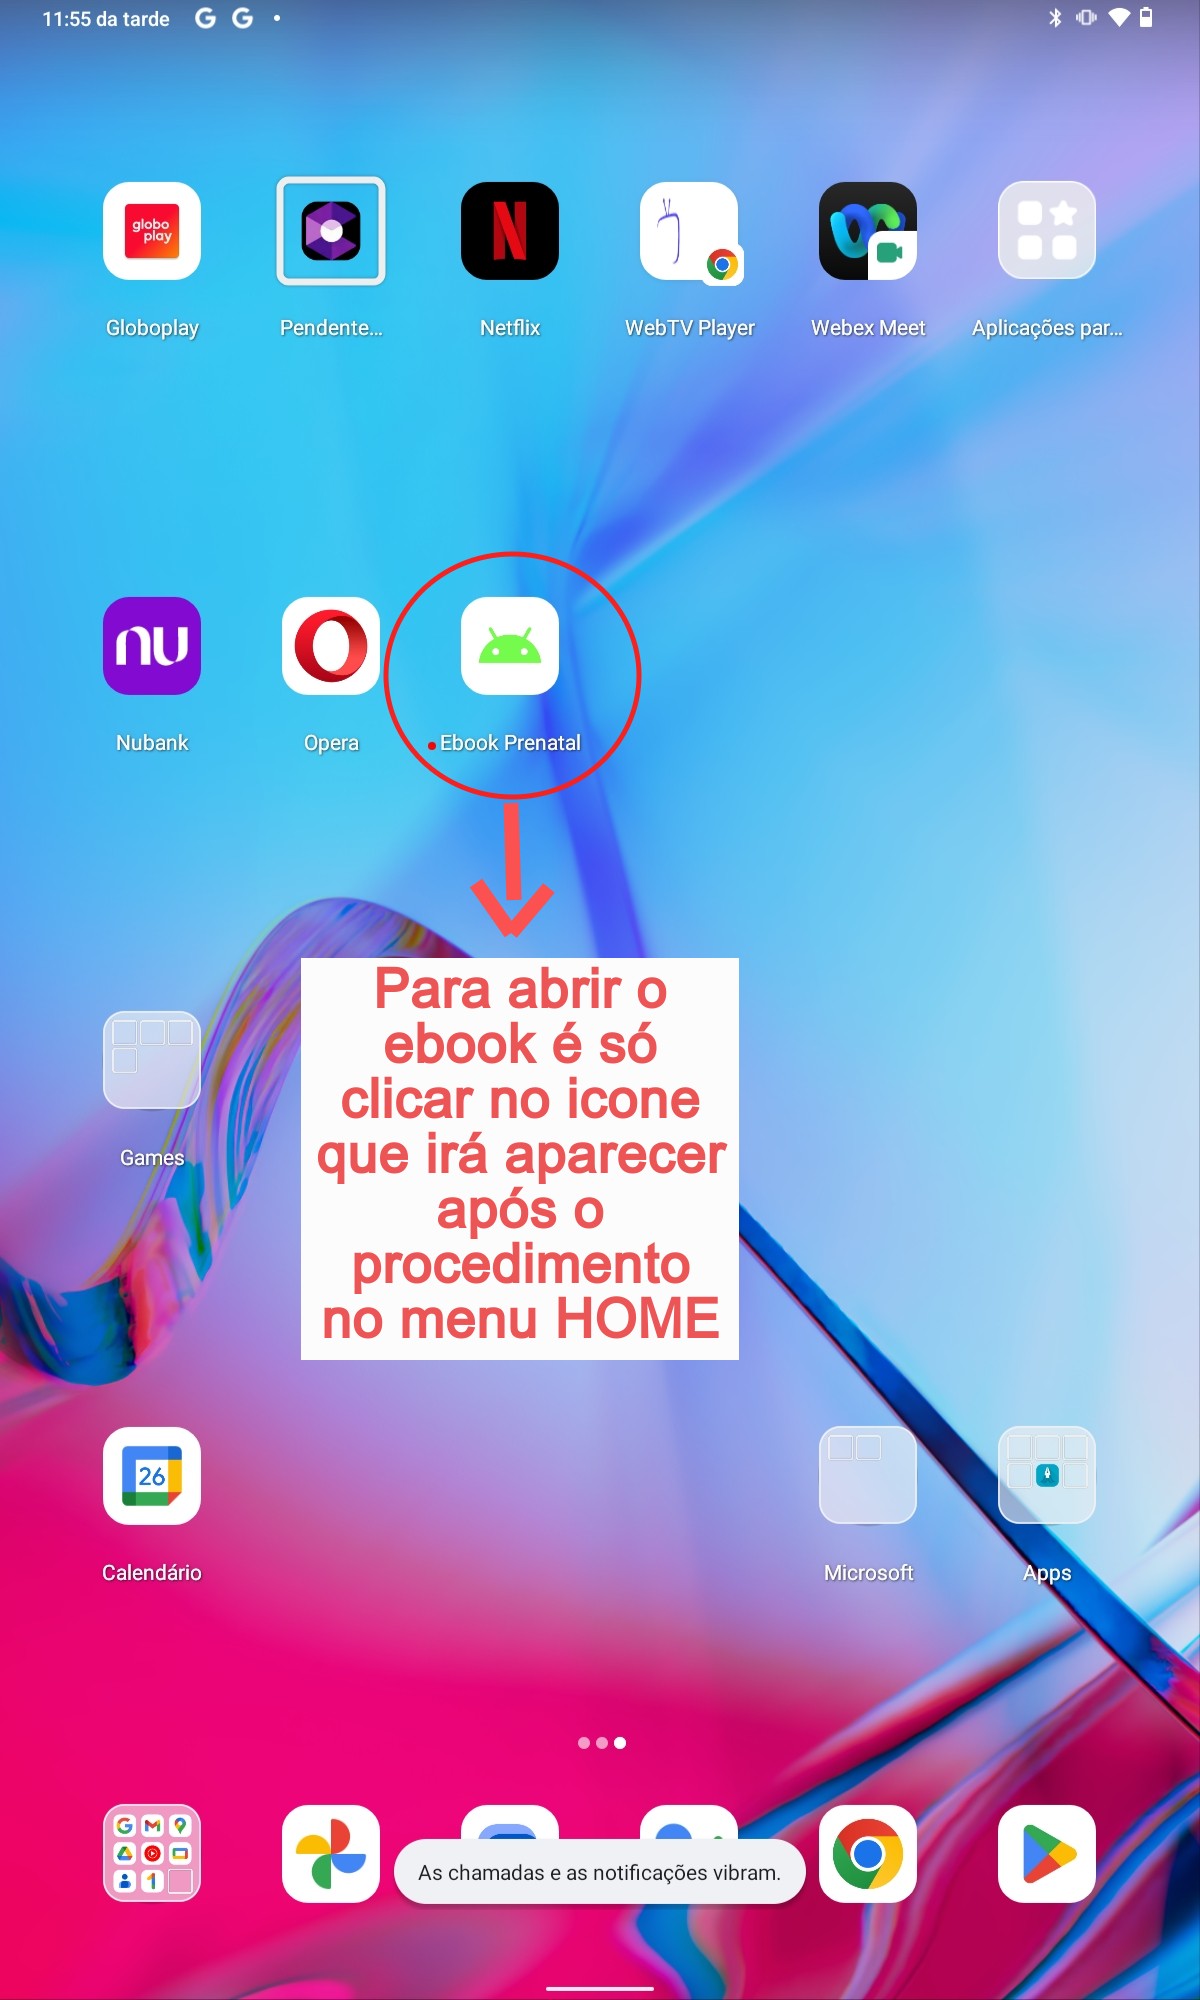 11:55 da tarde
globo
play
Globoplay
Pendente...
Netflix
WebTV Player
Webex Meet
Aplicações par...
nu
Nubank
Opera
Ebook Prenatal
Para abrir o
ebook é só
clicar no icone
que irá aparecer
após o
procedimento
no menu HOME
Games
26
Calendário
Microsoft
Apps
As chamadas e as notificações vibram.